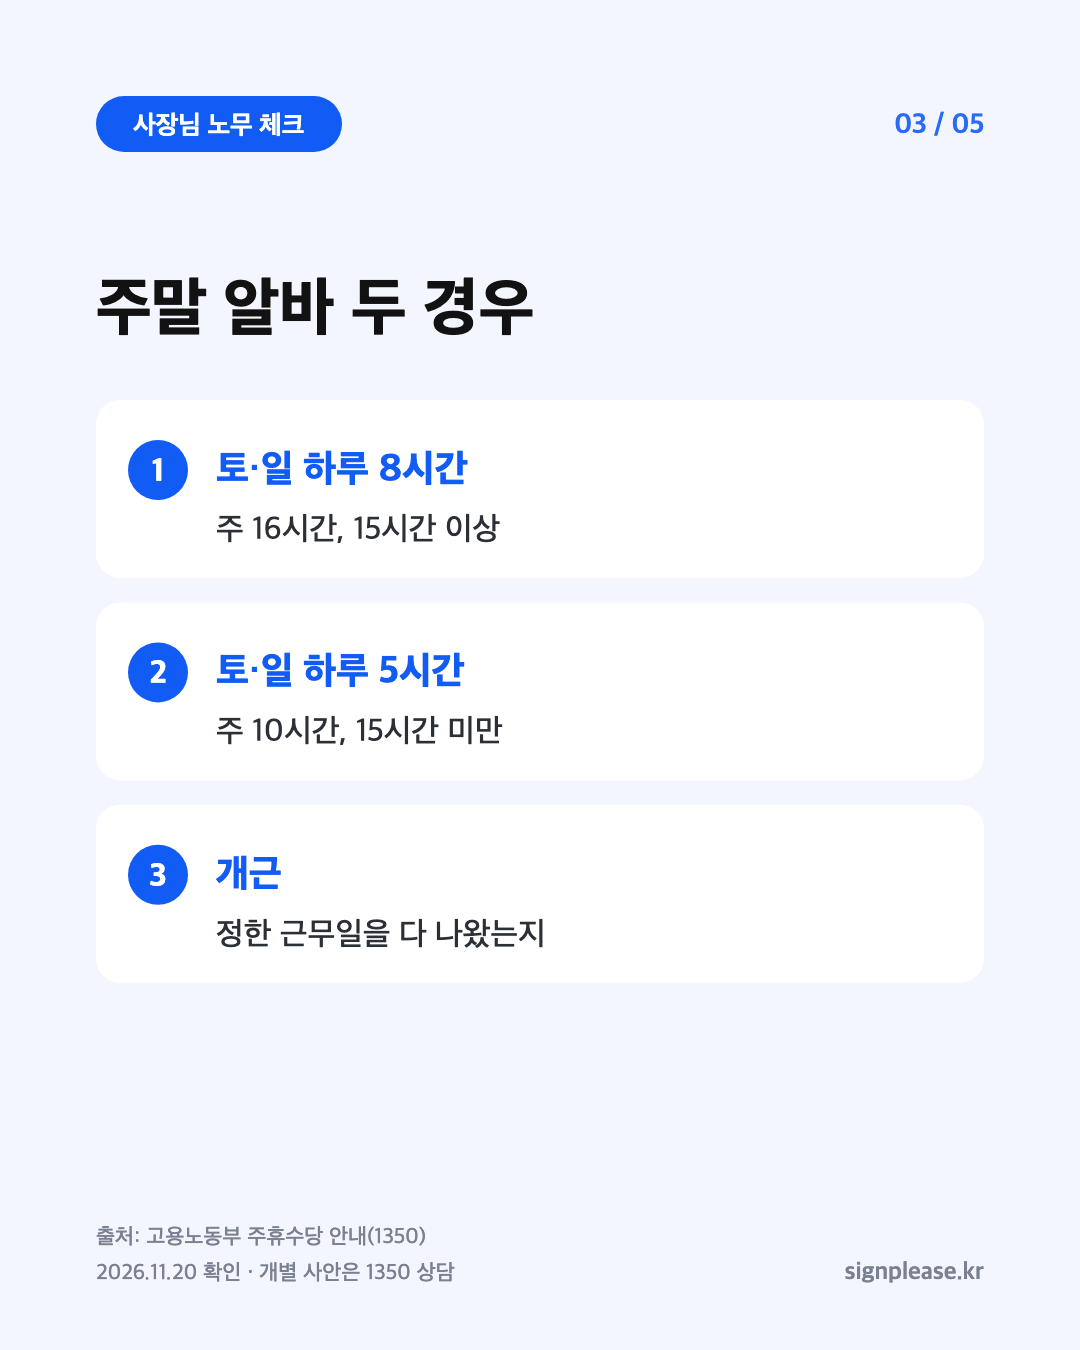 사장님 노무 체크
03 / 05
주말 알바 두 경우
1
토·일 하루 8시간
주 16시간, 15시간 이상
2
토·일 하루 5시간
주 10시간, 15시간 미만
3
개근
정한 근무일을 다 나왔는지
출처: 고용노동부 주휴수당 안내(1350)
2026.11.20 확인 · 개별 사안은 1350 상담
signplease.kr